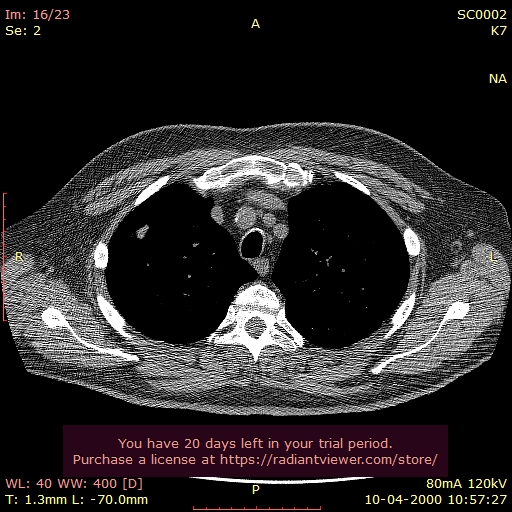 Im: 16/23
Se: 2
A
SC0002
K7
NA
R
L
You have 20 days left in your trial period.
Purchase a license at https://radiantviewer.com/store/
WL: 40 WW: 400 [D]
T: 1.3mm L: -70.0mm
P
80mA 120kV
10-04-2000 10:57:27